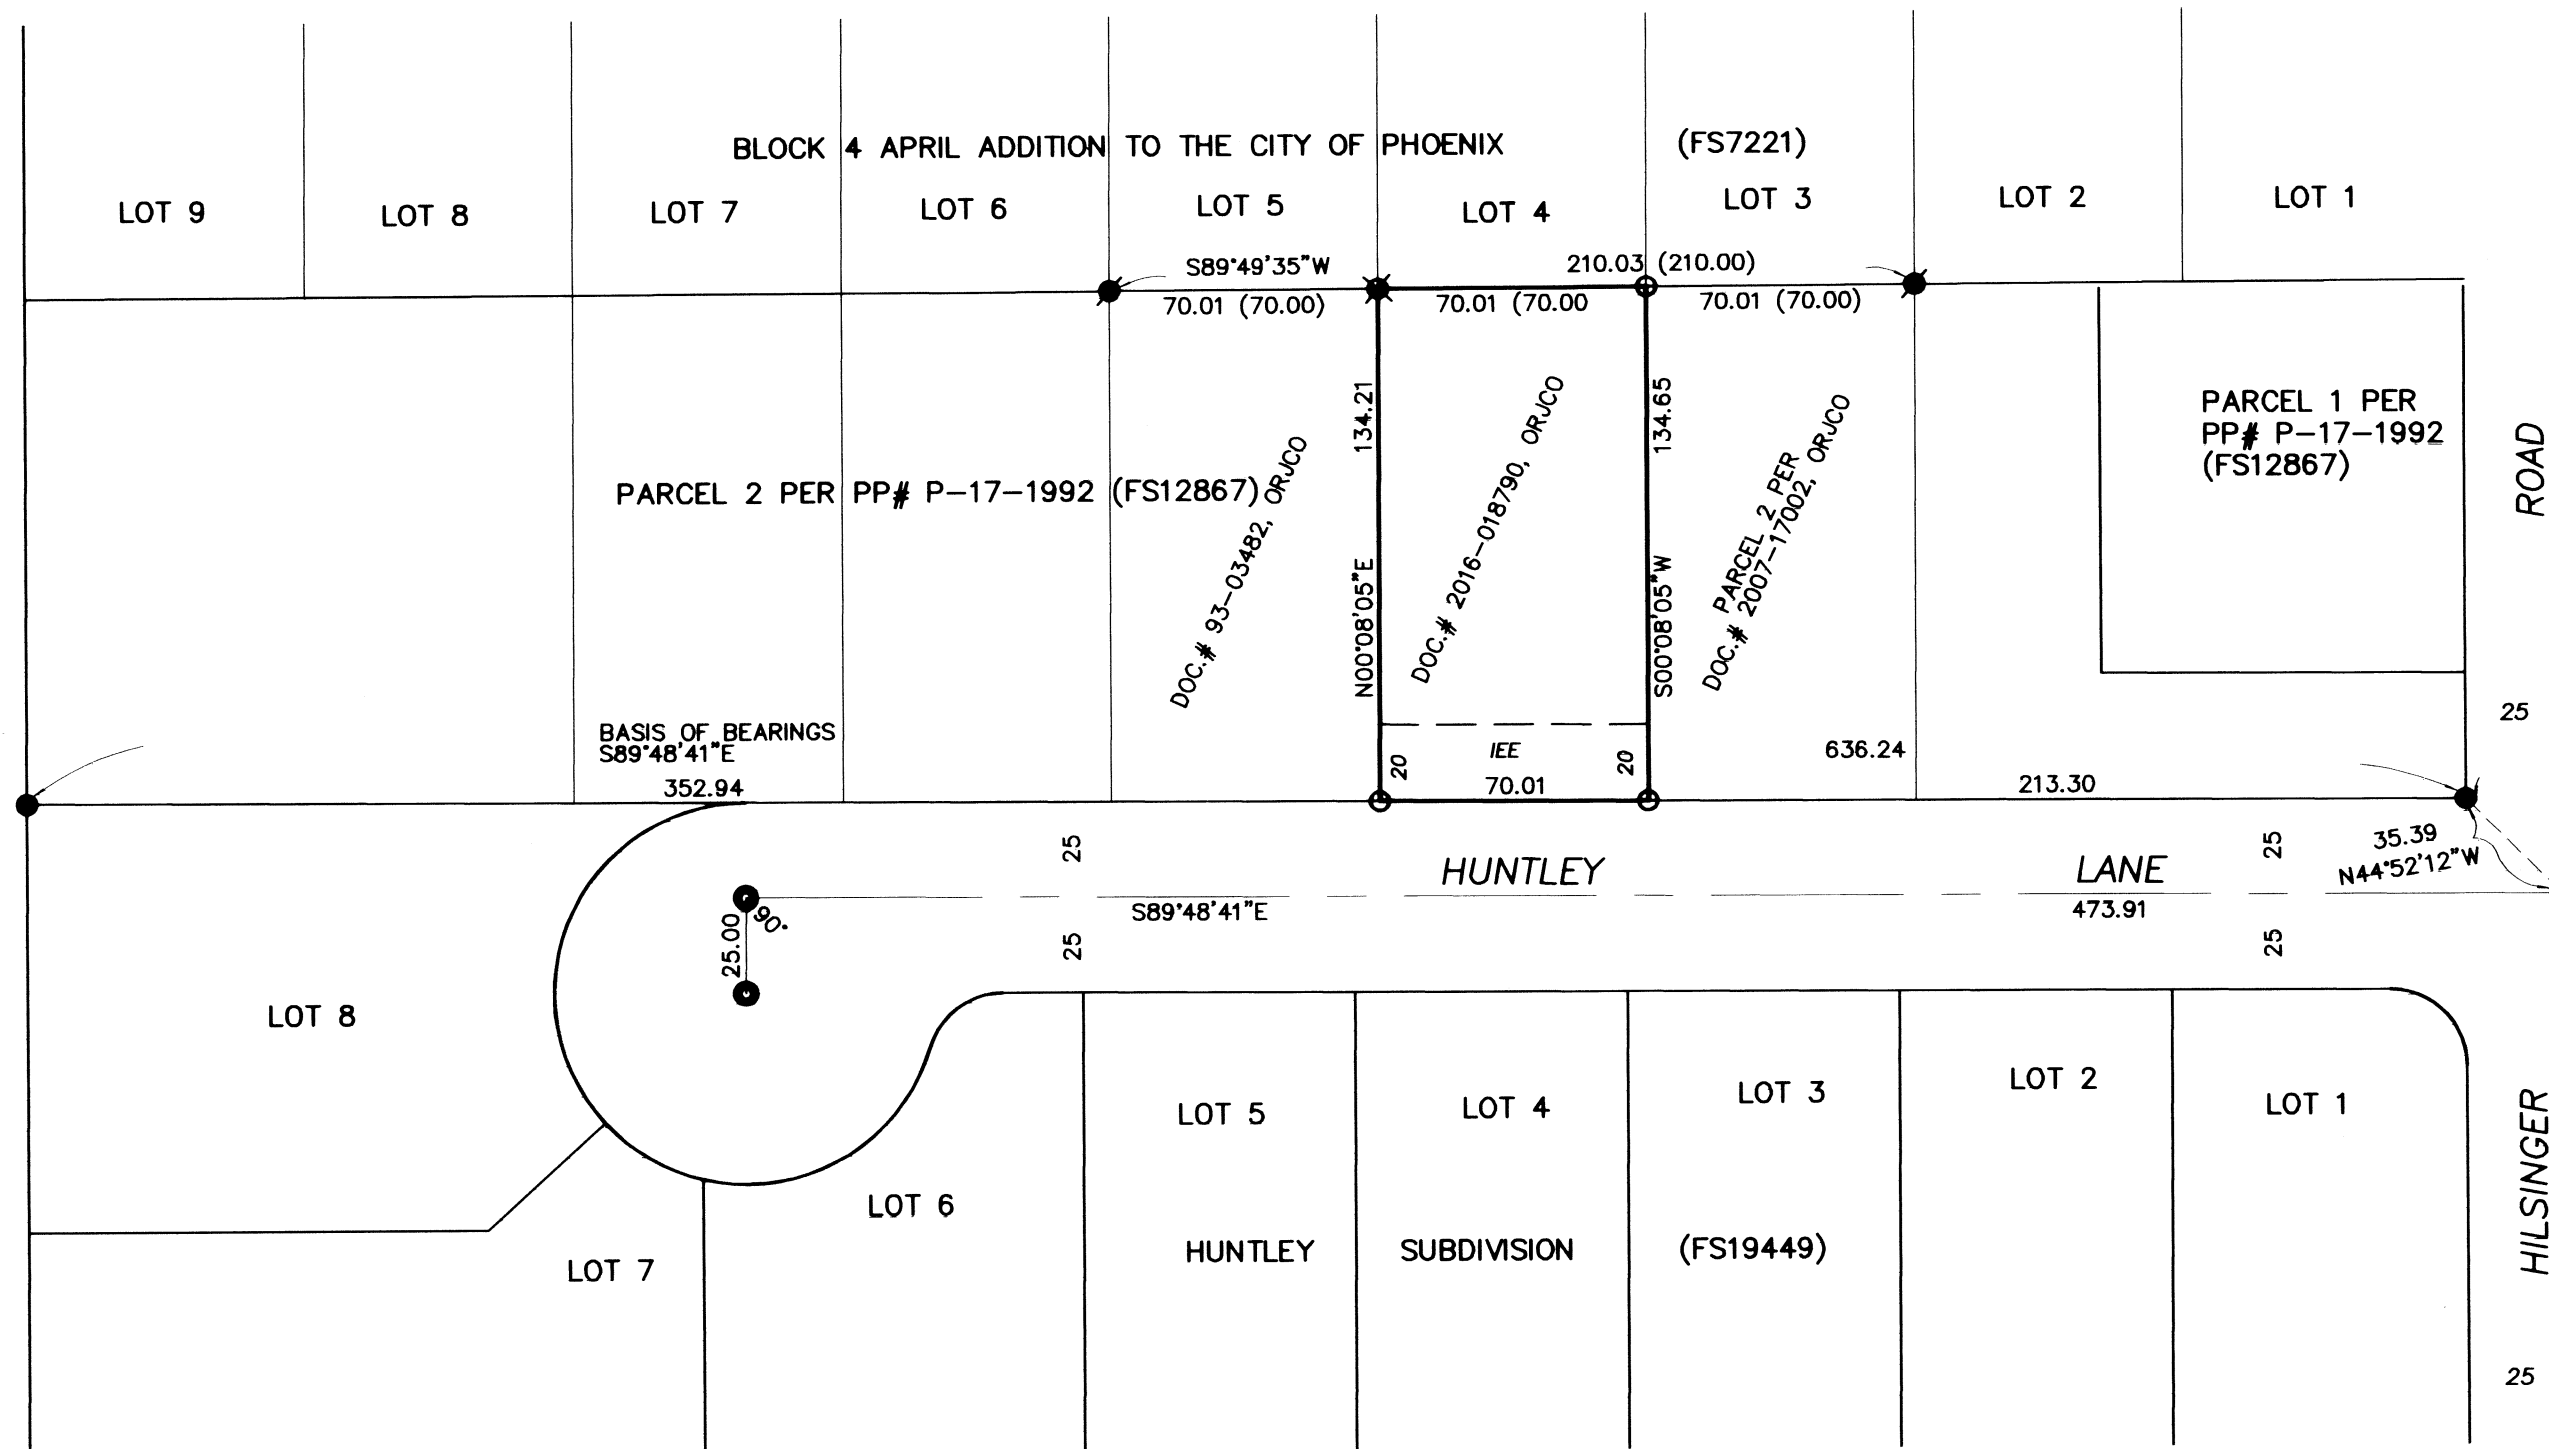 BLOCK 4 APRIL ADDITION TO THE CITY OF PHOENIX (FS7221)
LOT 9
LOT 8
LOT 7
LOT 6
LOT 5
LOT 4
LOT 3
LOT 2
LOT 1
S89°49'35"W
210.03 (210.00)
70.01 (70.00)
70.01 (70.00
70.01 (70.00)
134.21
N00°08'05"E
134.65
S00°08'05"W
PARCEL 1 PER
PP# P-17-1992
(FS12867)
ROAD
PARCEL 2 PER PP# P-17-1992 (FS12867)
DOC.# 93-03482, ORJCO
DOC.# 2016-018790, ORJCO
PARCEL 2 PER
DOC.# 2007-17002, ORJCO
25
BASIS OF BEARINGS
S89°48'41"E
352.94
20
IEE
20
70.01
636.24
213.30
25
HUNTLEY LANE
25
35.39
N44°52'12"W
90°
25.00
S89°48'41"E
473.91
25
25
LOT 8
LOT 5
LOT 4
LOT 3
LOT 2
LOT 1
LOT 6
LOT 7
HUNTLEY SUBDIVISION (FS19449)
HILSINGER
25